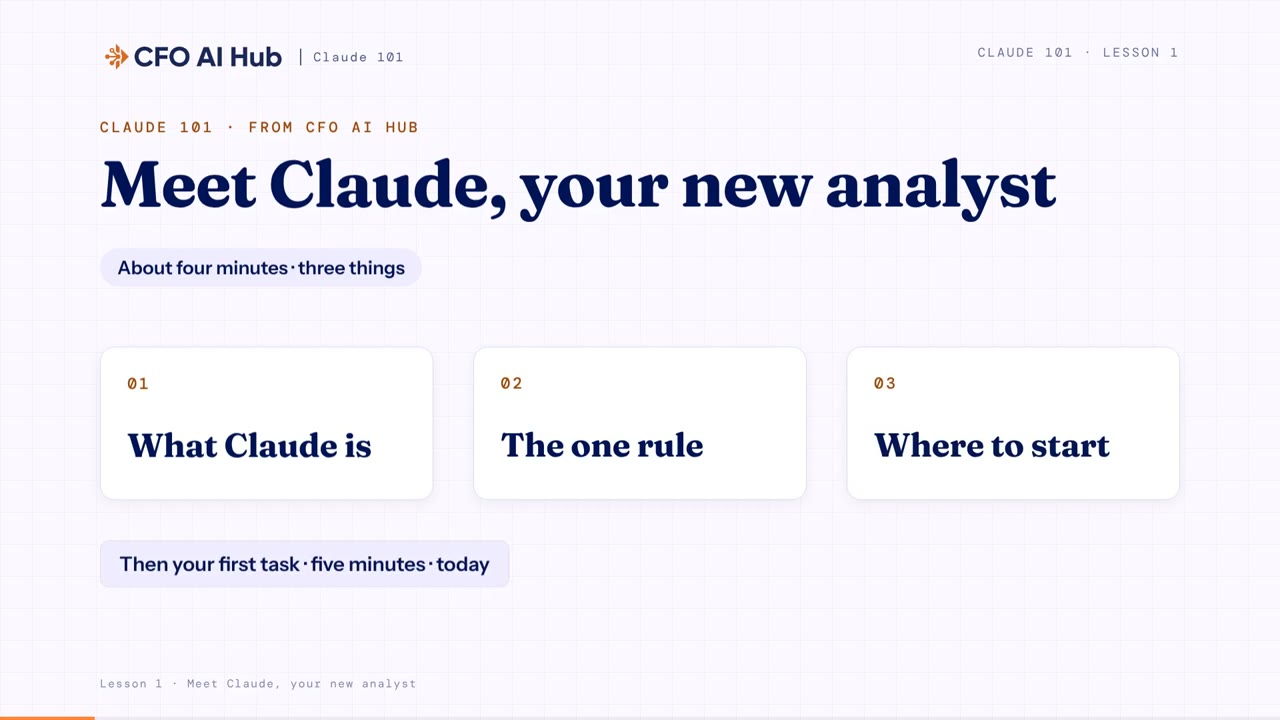 CFO AI Hub | Claude 101
CLAUDE 101 · LESSON 1
CLAUDE 101 · FROM CFO AI HUB
Meet Claude, your new analyst
About four minutes · three things
01
What Claude is
02
The one rule
03
Where to start
Then your first task · five minutes · today
Lesson 1 · Meet Claude, your new analyst